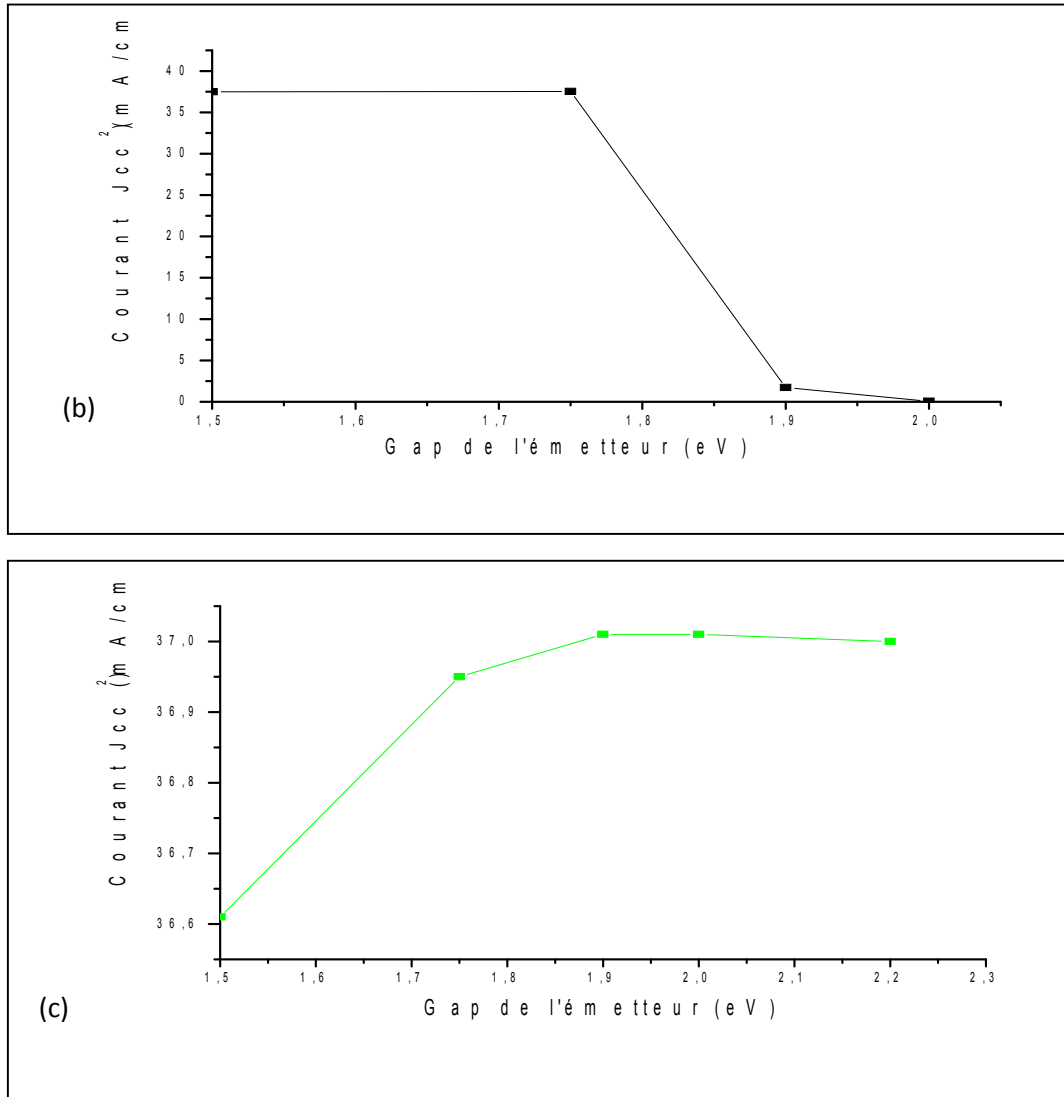 Courant Jcc (mA/cm²)
40
35
30
25
20
15
10
5
0
1,5 1,6 1,7 1,8 1,9 2,0
Gap de l'émetteur (eV)
(b)
Courant Jcc (mA/cm²)
37,0
36,9
36,8
36,7
36,6
1,5 1,6 1,7 1,8 1,9 2,0 2,1 2,2 2,3
Gap de l'émetteur (eV)
(c)